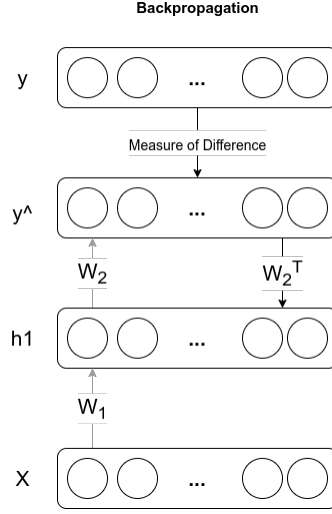 Backpropagation
y
...
Measure of Difference
y^
...
W2
W2T
h1
...
W1
X
...